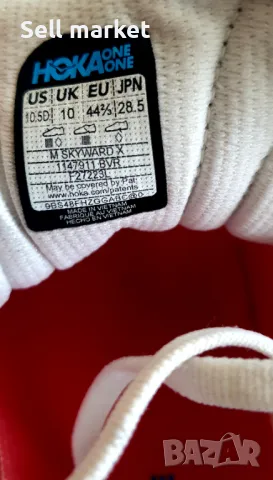 Sell market
HOKA ONE ONE
US UK EU JPN
10.5D 10 44⅔ 28.5
M SKYWARD X
1147911 BVR
F27223L
May be covered by Pat.
www.hoka.com/patents
MADE IN VIETNAM
FABRIQUÉ AU VIETNAM
HECHO EN VIETNAM
BAZAR